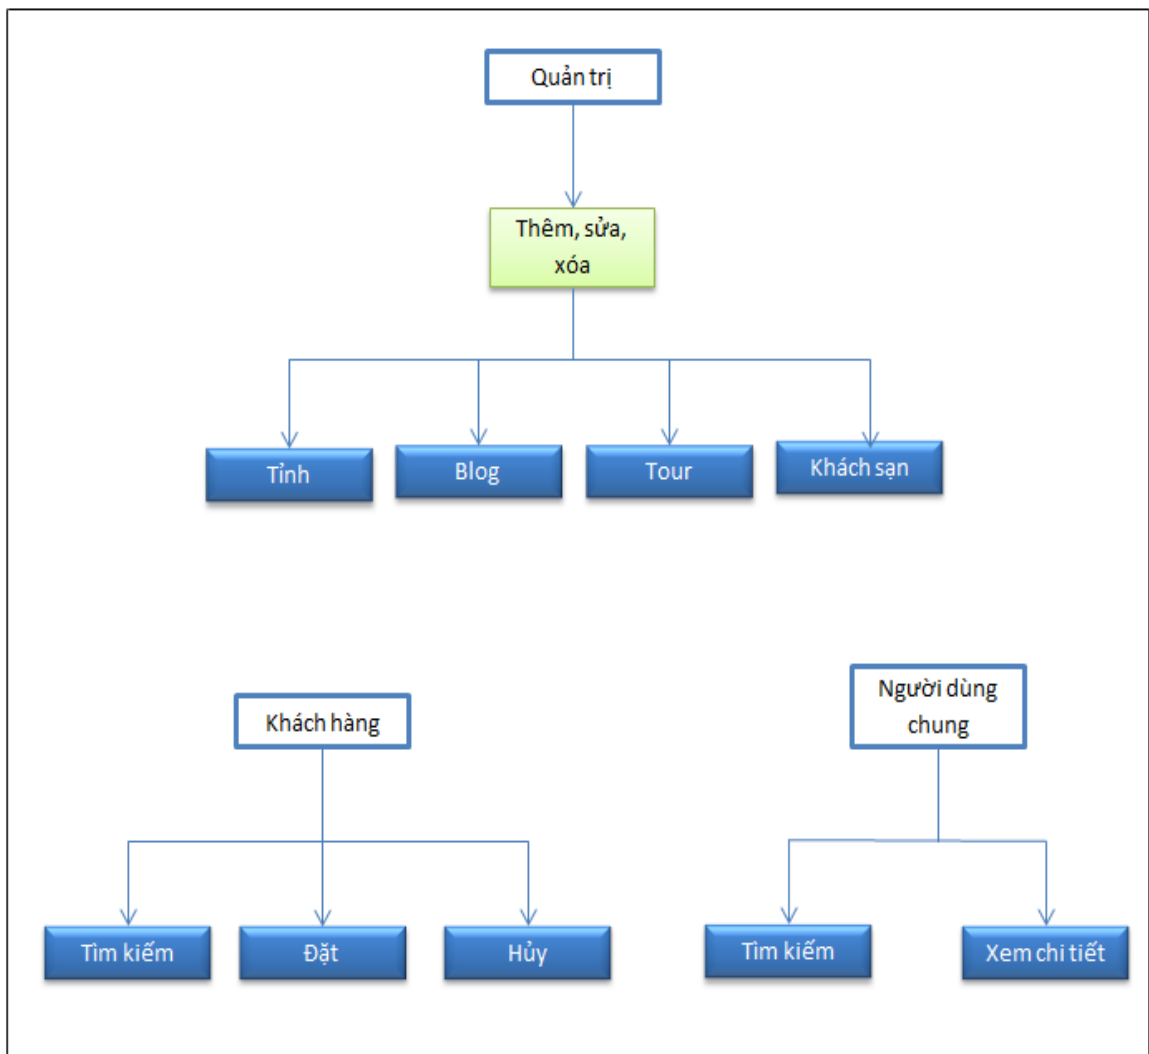 Quản trị
Thêm, sửa,
xóa
Tỉnh
Blog
Tour
Khách sạn
Khách hàng
Người dùng
chung
Tìm kiếm
Đặt
Hủy
Tìm kiếm
Xem chi tiết